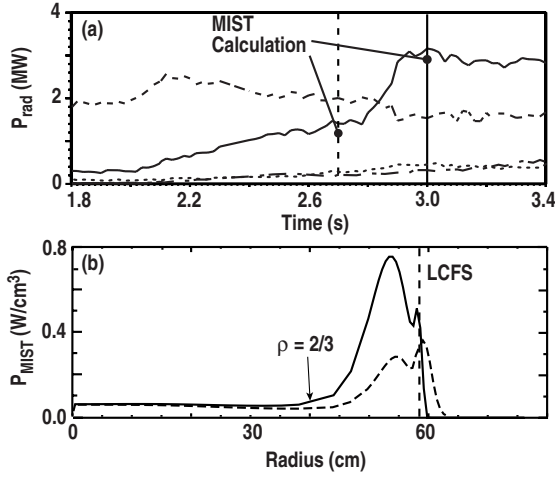 (a)
MIST
Calculation
P_rad (MW)
4
2
0
1.8
2.2
2.6
3.0
3.4
Time (s)
(b)
LCFS
ρ = 2/3
P_MIST (W/cm³)
0.8
0.4
0.0
0
30
60
Radius (cm)